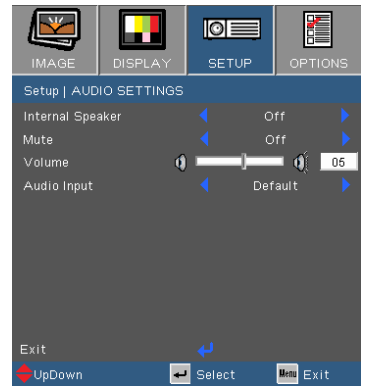 IMAGE DISPLAY SETUP OPTIONS
Setup | AUDIO SETTINGS
Internal Speaker Off
Mute Off
Volume 05
Audio Input Default
Exit
UpDown Select Menu Exit